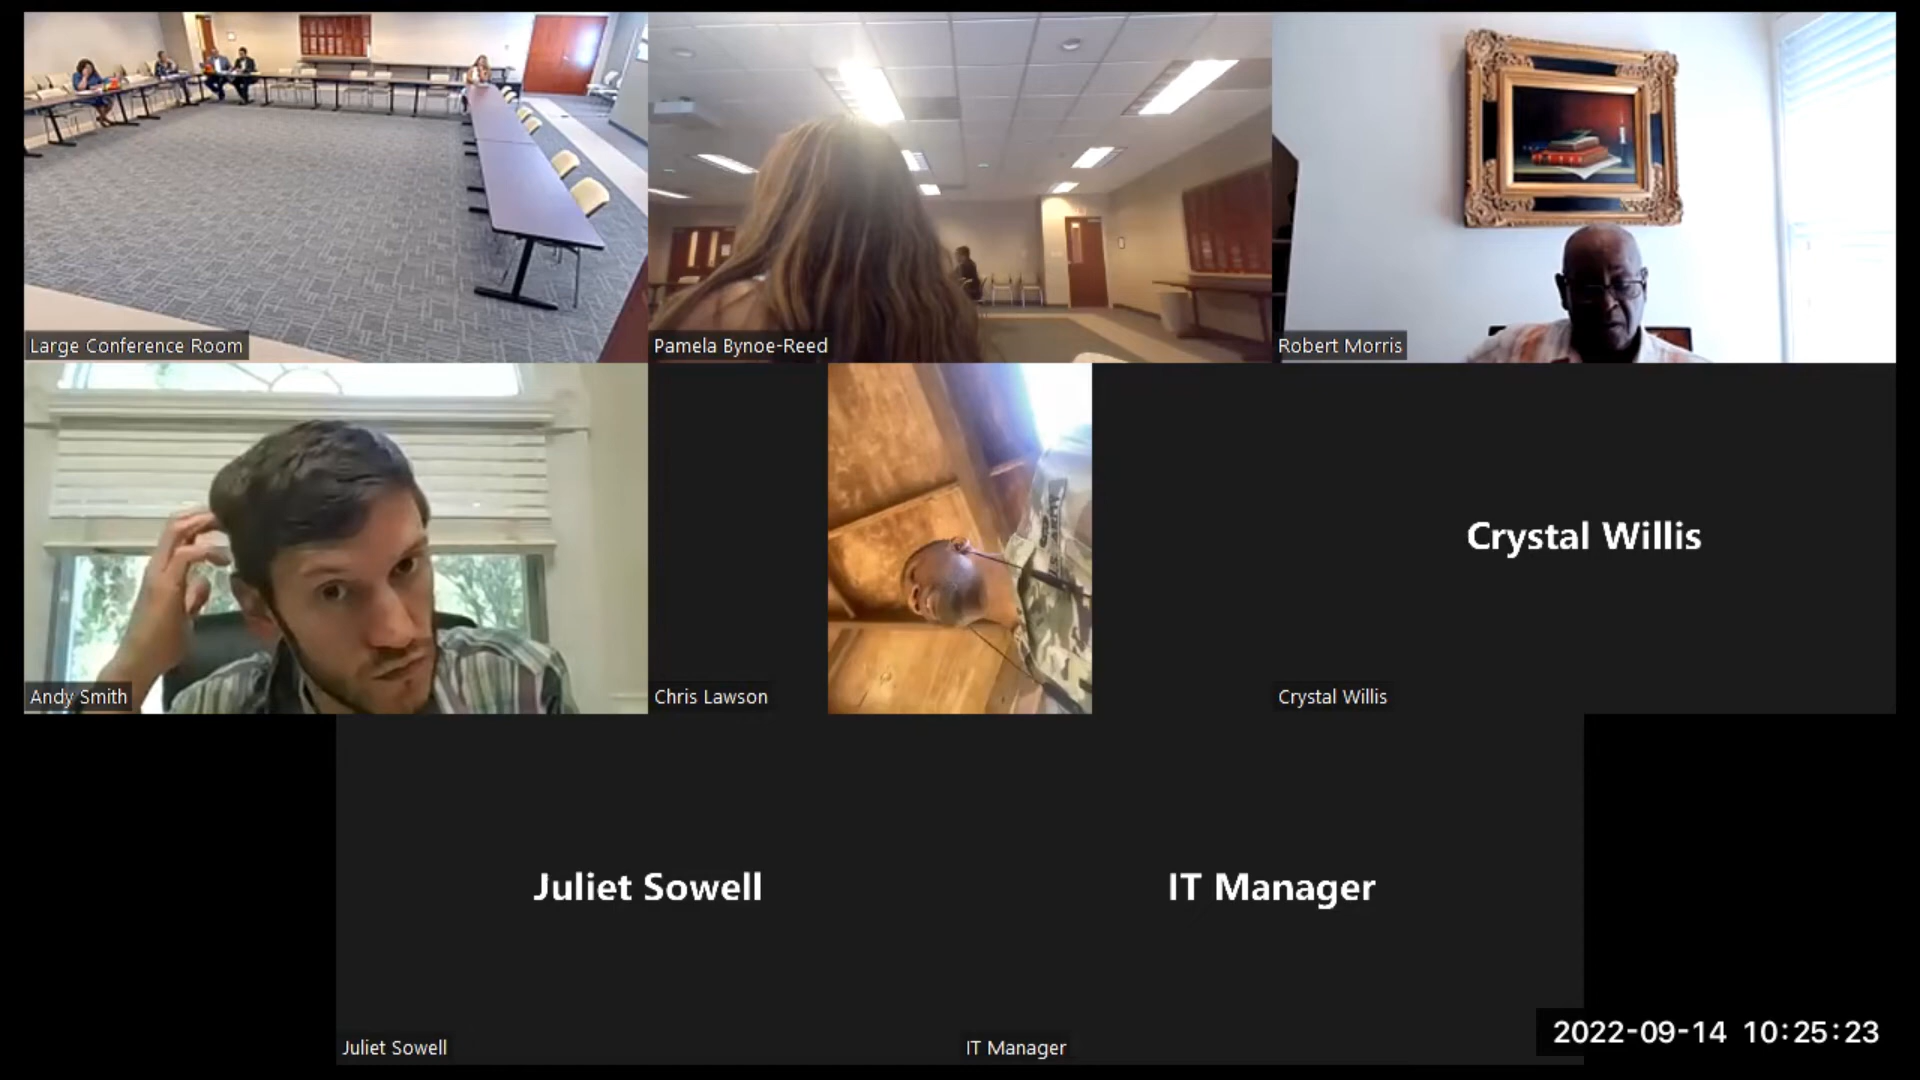 Large Conference Room
Pamela Bynoe-Reed
Robert Morris
Andy Smith
Chris Lawson
Crystal Willis
Crystal Willis
Juliet Sowell
IT Manager
Juliet Sowell
IT Manager
2022-09-14 10:25:23